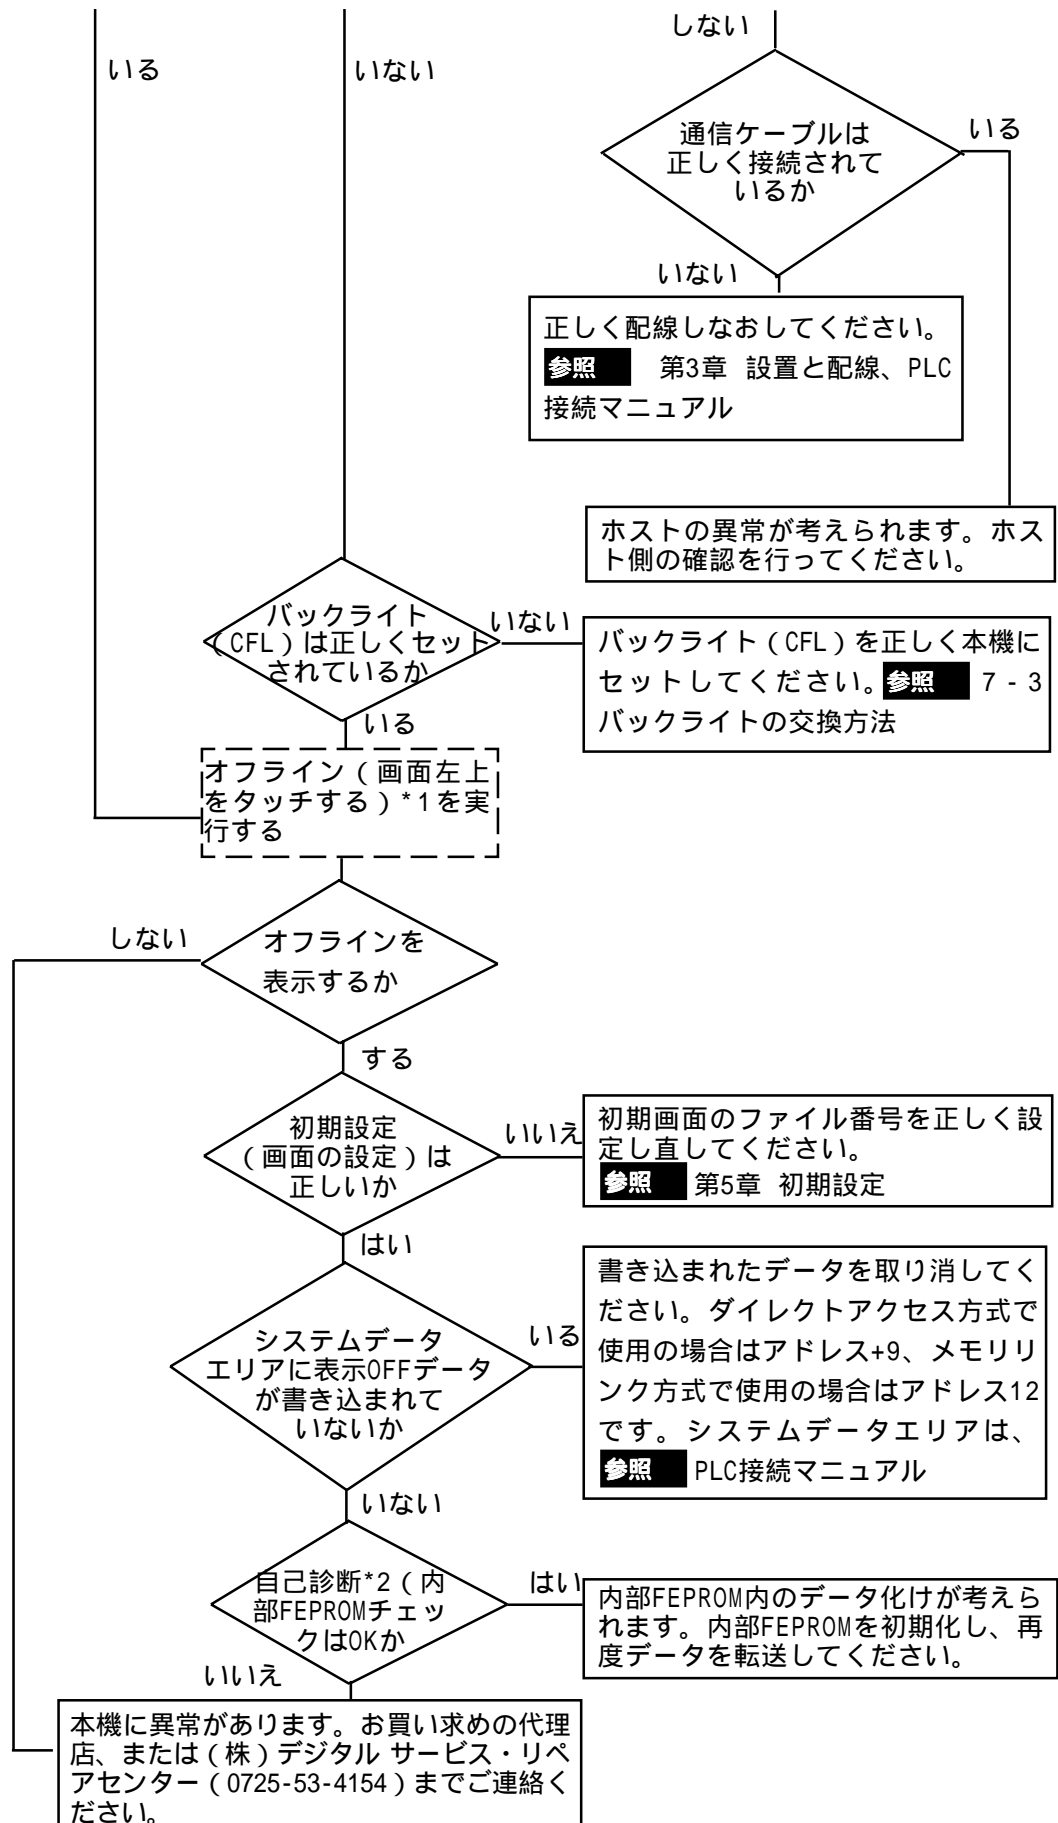 しない
いる
いない
通信ケーブルは
正しく接続されて
いるか
いる
いない
正しく配線しなおしてください。
参照 第3章 設置と配線、PLC
接続マニュアル
ホストの異常が考えられます。ホス
ト側の確認を行ってください。
バックライト
(CFL)は正しくセット
されているか
いない
バックライト(CFL)を正しく本機に
セットしてください。参照 7-3
バックライトの交換方法
いる
オフライン(画面左上
をタッチする)*1を実
行する
しない
オフラインを
表示するか
する
初期設定
(画面の設定)は
正しいか
いいえ
初期画面のファイル番号を正しく設
定し直してください。
参照 第5章 初期設定
はい
システムデータ
エリアに表示OFFデータ
が書き込まれて
いないか
いる
書き込まれたデータを取り消してく
ださい。ダイレクトアクセス方式で
使用の場合はアドレス+9、メモリリ
ンク方式で使用の場合はアドレス12
です。システムデータエリアは、
参照 PLC接続マニュアル
いない
自己診断*2(内
部FEPROMチェッ
クはOKか
はい
内部FEPROM内のデータ化けが考えら
れます。内部FEPROMを初期化し、再
度データを転送してください。
いいえ
本機に異常があります。お買い求めの代理
店、または(株)デジタル サービス・リペ
アセンター(0725-53-4154)までご連絡く
ださい。